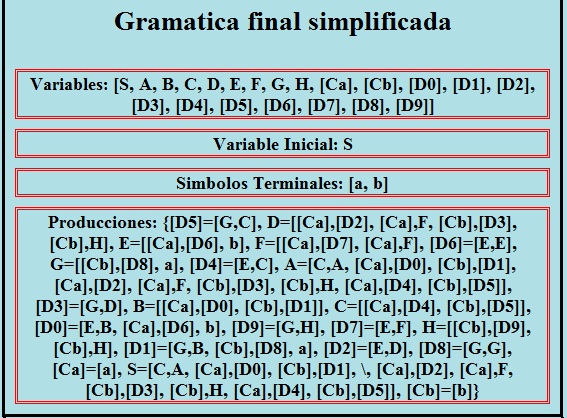 Gramatica final simplificada
Variables: [S, A, B, C, D, E, F, G, H, [Ca], [Cb], [D0], [D1], [D2],
[D3], [D4], [D5], [D6], [D7], [D8], [D9]]
Variable Inicial: S
Simbolos Terminales: [a, b]
Producciones: {[D5]=[G,C], D=[[Ca],[D2], [Ca],F, [Cb],[D3],
[Cb],H], E=[[Ca],[D6], b], F=[[Ca],[D7], [Ca],F], [D6]=[E,E],
G=[[Cb],[D8], a], [D4]=[E,C], A=[C,A, [Ca],[D0], [Cb],[D1],
[Ca],[D2], [Ca],F, [Cb],[D3], [Cb],H, [Ca],[D4], [Cb],[D5]],
[D3]=[G,D], B=[[Ca],[D0], [Cb],[D1]], C=[[Ca],[D4], [Cb],[D5]],
[D0]=[E,B, [Ca],[D6], b], [D9]=[G,H], [D7]=[E,F], H=[[Cb],[D9],
[Cb],H], [D1]=[G,B, [Cb],[D8], a], [D2]=[E,D], [D8]=[G,G],
[Ca]=[a], S=[C,A, [Ca],[D0], [Cb],[D1], \, [Ca],[D2], [Ca],F,
[Cb],[D3], [Cb],H, [Ca],[D4], [Cb],[D5]], [Cb]=[b]}